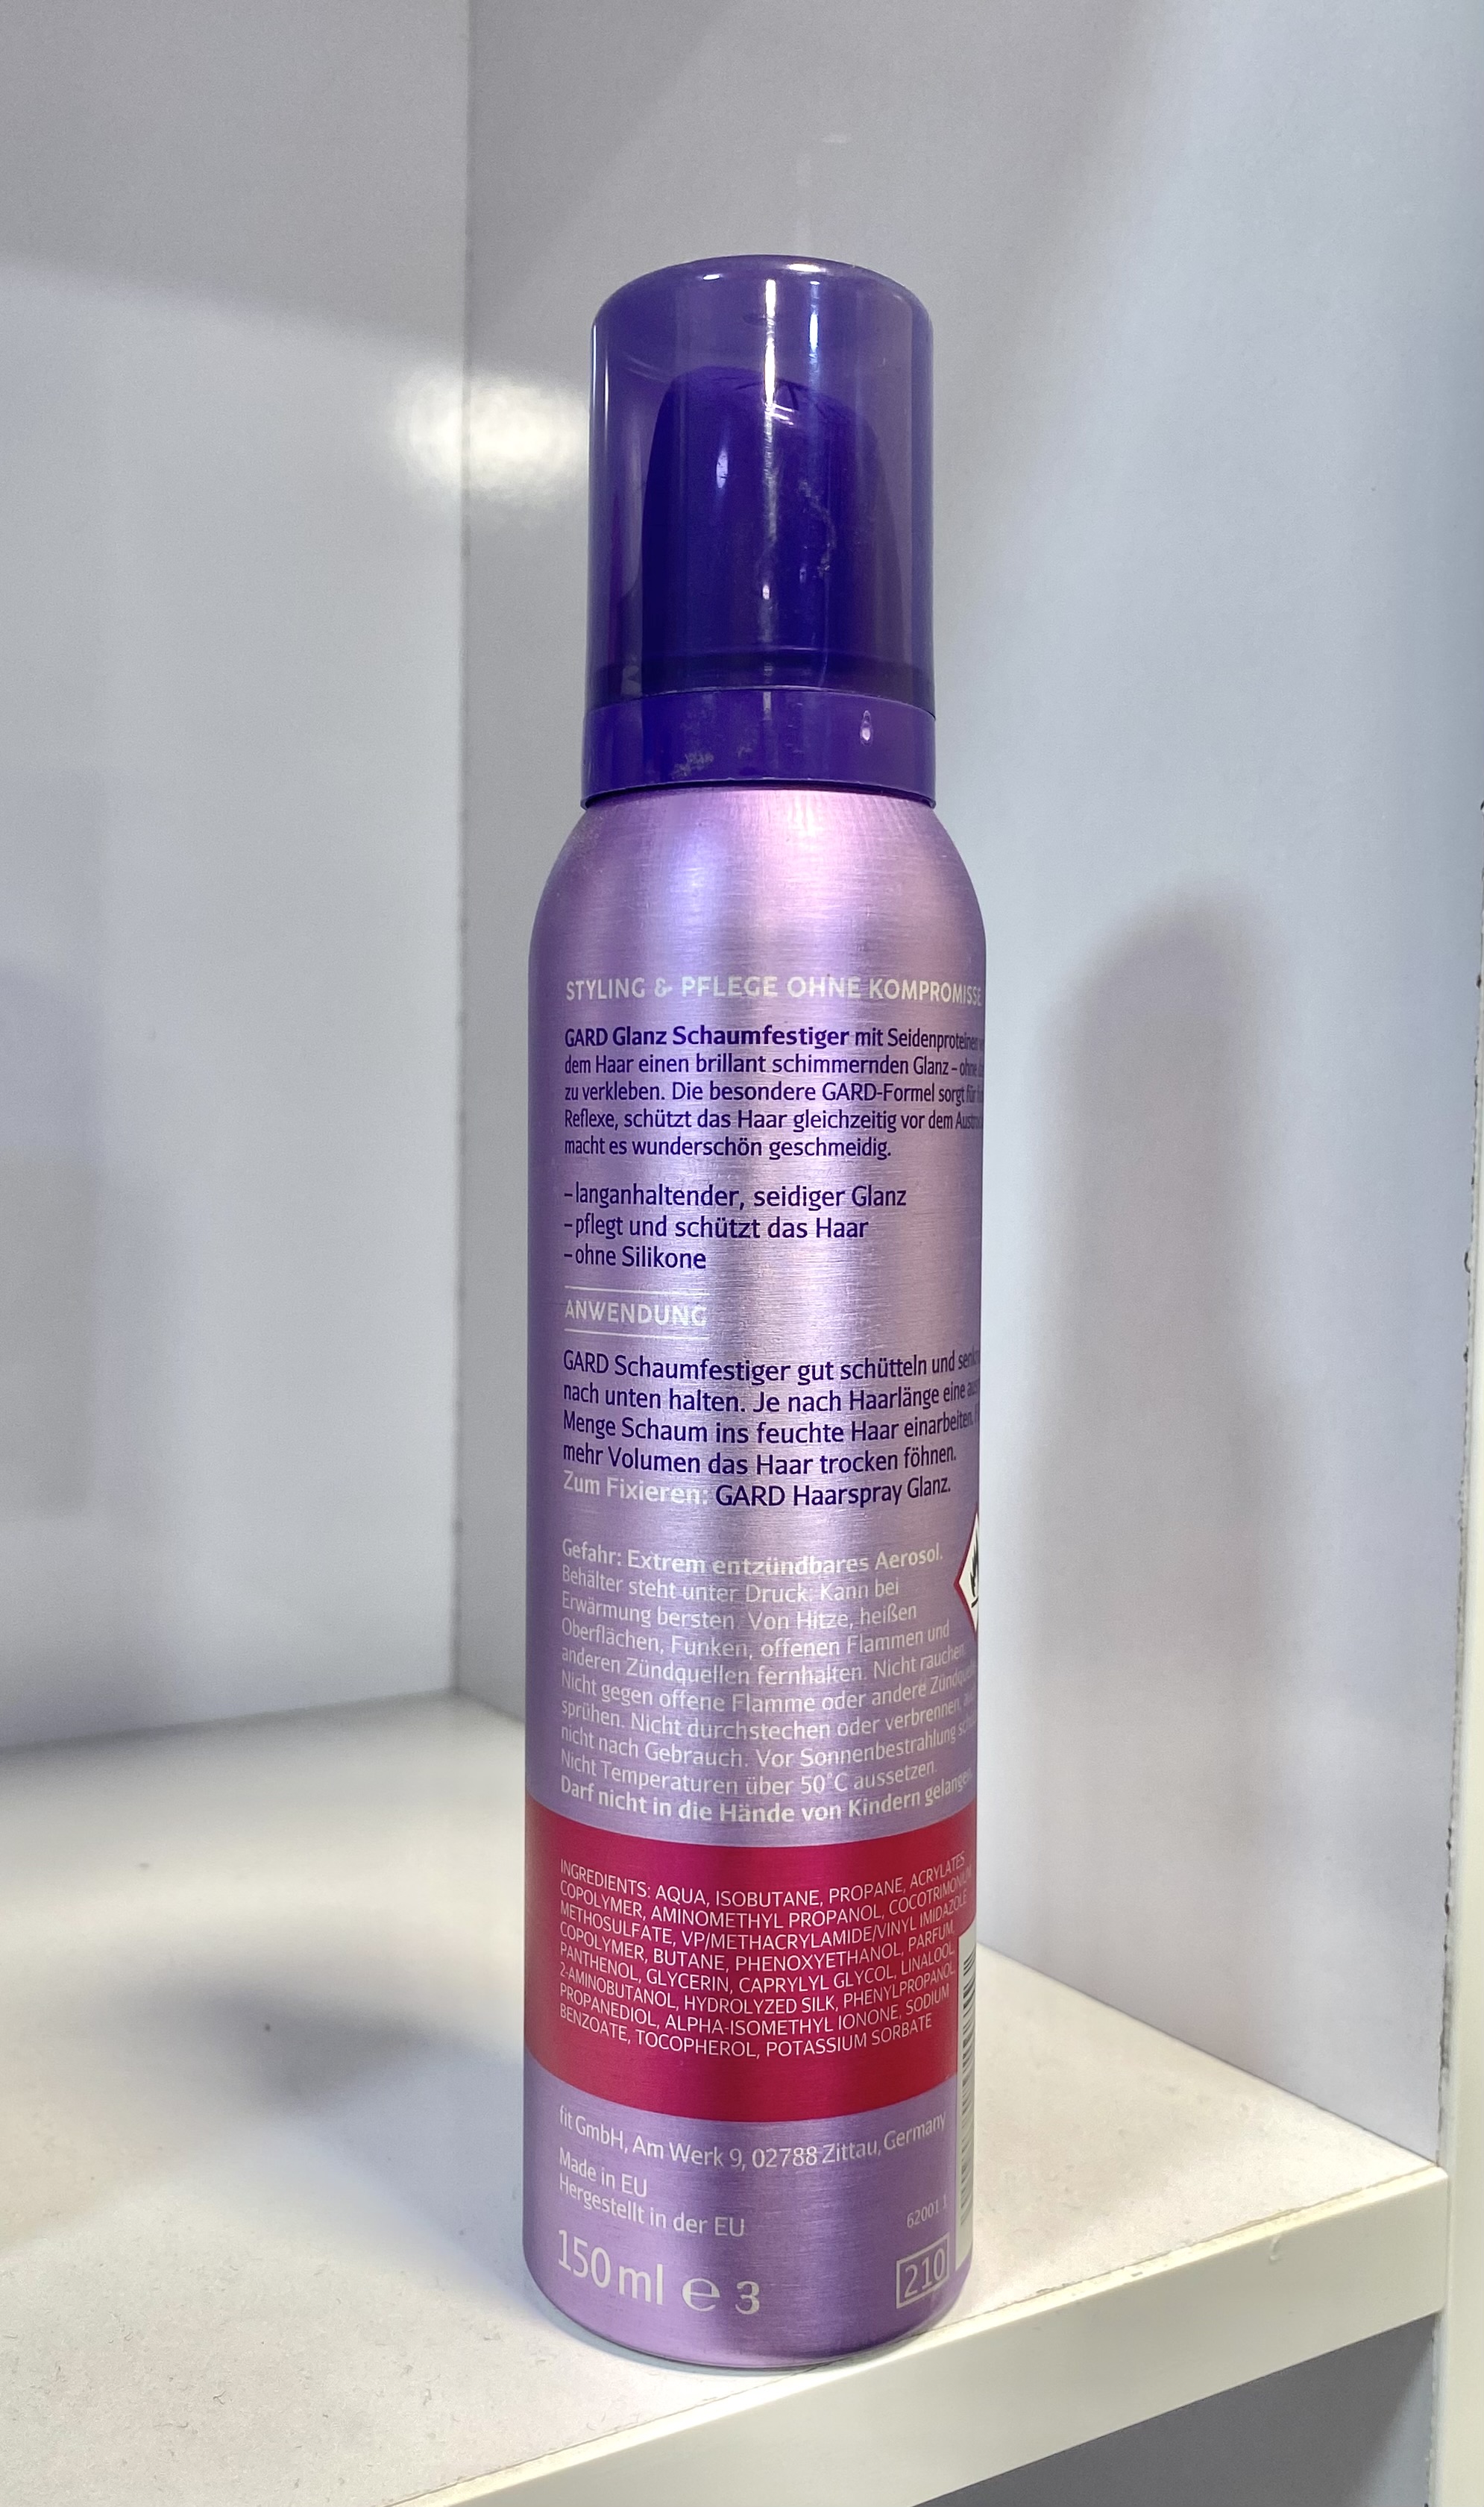 STYLING & PFLEGE OHNE KOMPROMISSE
GARD Glanz Schaumfestiger mit Seidenproteinen
dem Haar einen brillant schimmernden Glanz – ohne
zu verkleben. Die besondere GARD-Formel sorgt für
Reflexe, schützt das Haar gleichzeitig vor dem
macht es wunderschön geschmeidig.
– langanhaltender, seidiger Glanz
– pflegt und schützt das Haar
– ohne Silikone
ANWENDUNG
GARD Schaumfestiger gut schütteln und
nach unten halten. Je nach Haarlänge eine
Menge Schaum ins feuchte Haar einarbeiten.
mehr Volumen das Haar trocken föhnen.
Zum Fixieren: GARD Haarspray Glanz.
Gefahr: Extrem entzündbares Aerosol.
Behälter steht unter Druck: Kann bei
Erwärmung bersten. Von Hitze, heißen
Oberflächen, Funken, offenen Flammen und
anderen Zündquellen fernhalten. Nicht rauchen.
Nicht gegen offene Flamme oder andere
sprühen. Nicht durchstechen oder verbrennen,
nicht nach Gebrauch. Vor Sonnenbestrahlung
Nicht Temperaturen über 50°C aussetzen.
Darf nicht in die Hände von Kindern gelangen.
INGREDIENTS: AQUA, ISOBUTANE, PROPANE, ACRYLATES
COPOLYMER, AMINOMETHYL PROPANOL, COCOTRIMONIUM
METHOSULFATE, VP/METHACRYLAMIDE/VINYL IMIDAZOLE
COPOLYMER, BUTANE, PHENOXYETHANOL, PARFUM,
PANTHENOL, GLYCERIN, CAPRYLYL GLYCOL, LINALOOL,
2-AMINOBUTANOL, HYDROLYZED SILK, PHENYLPROPANOL,
PROPANEDIOL, ALPHA-ISOMETHYL IONONE, SODIUM
BENZOATE, TOCOPHEROL, POTASSIUM SORBATE
fit GmbH, Am Werk 9, 02788 Zittau, Germany
Made in EU
Hergestellt in der EU
62001 1
150 ml ℮ 3
210